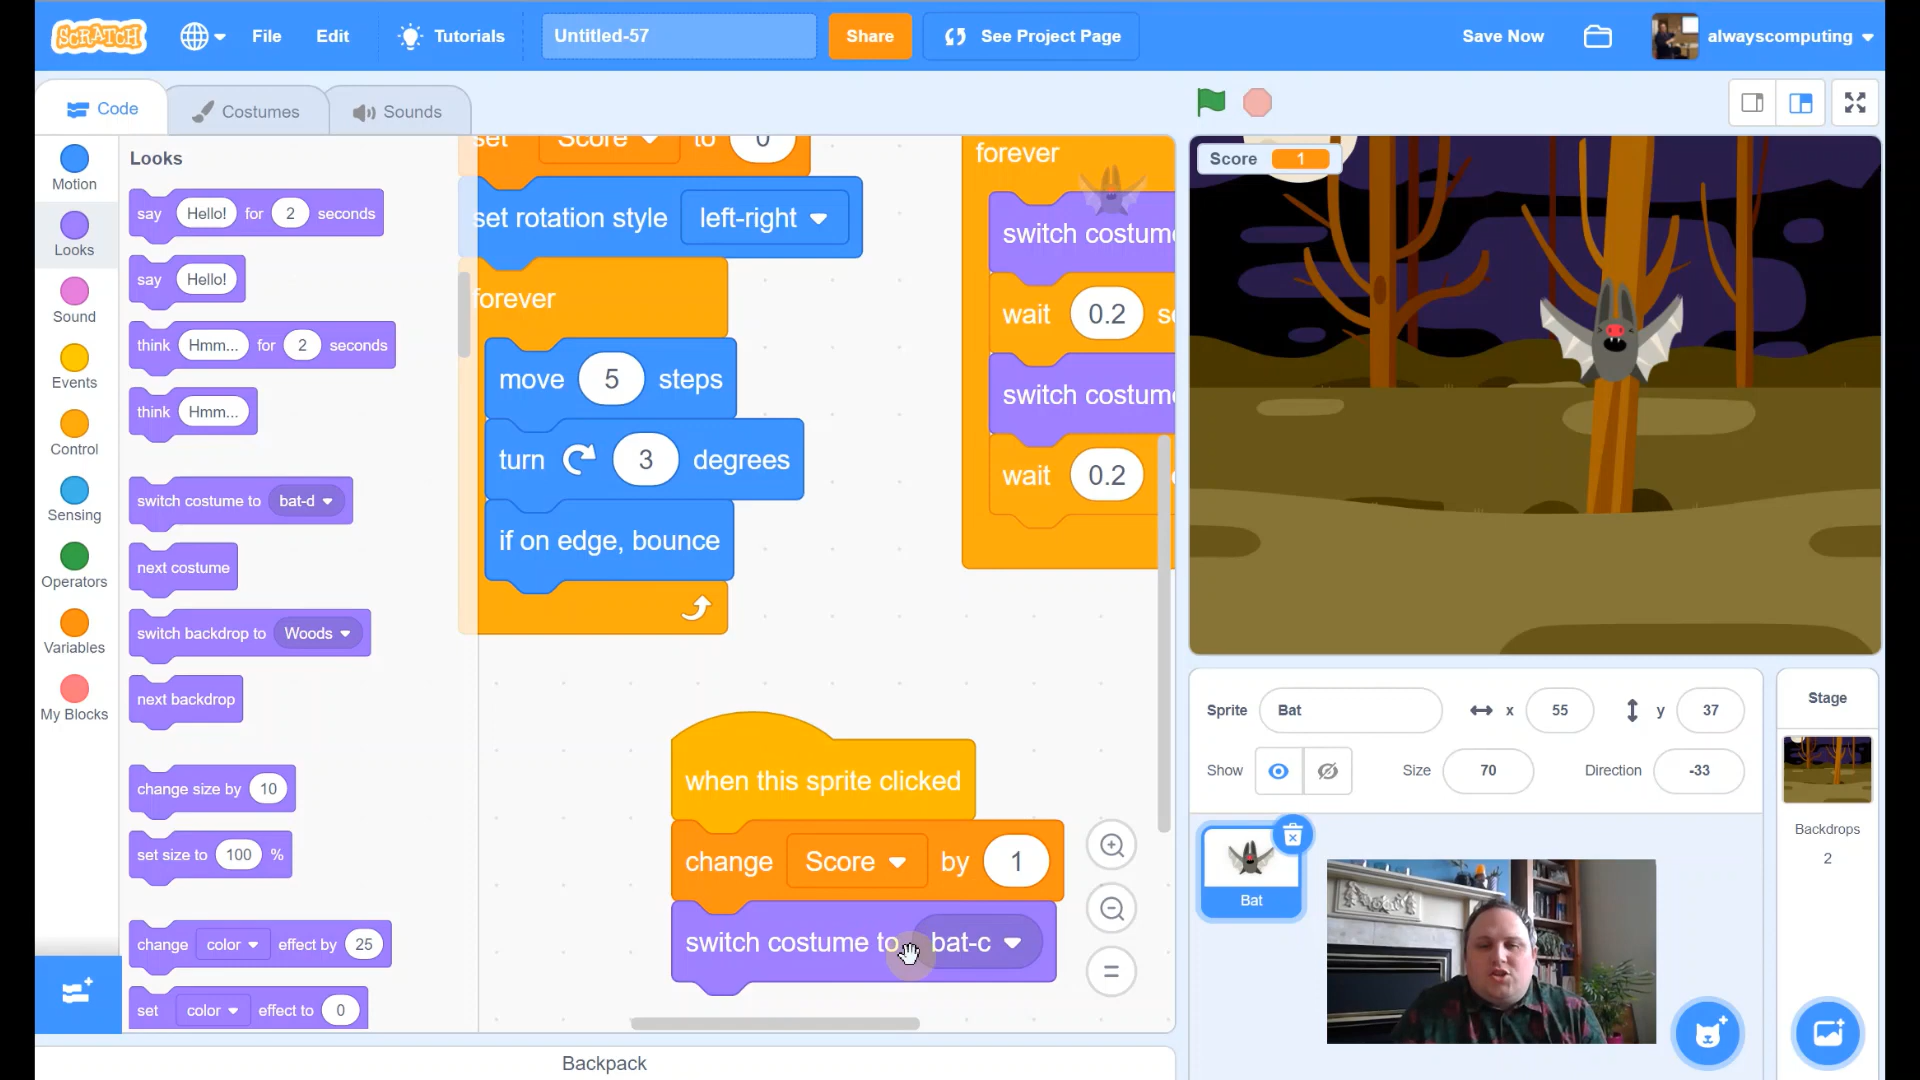 SCRATCH
File
Edit
Tutorials
Untitled-57
Share
See Project Page
Save Now
alwayscomputing
Code
Costumes
Sounds
Motion
Looks
Sound
Events
Control
Sensing
Operators
Variables
My Blocks
Looks
say Hello! for 2 seconds
say Hello!
think Hmm... for 2 seconds
think Hmm...
switch costume to bat-d
next costume
switch backdrop to Woods
next backdrop
change size by 10
set size to 100 %
change color effect by 25
set color effect to 0
set Score to 0
set rotation style left-right
forever
move 5 steps
turn 3 degrees
if on edge, bounce
forever
switch costume
wait 0.2 se
switch costume
wait 0.2
when this sprite clicked
change Score by 1
switch costume to bat-c
Backpack
Score 1
Sprite Bat x 55 y 37
Show Size 70 Direction -33
Bat
Stage
Backdrops
2